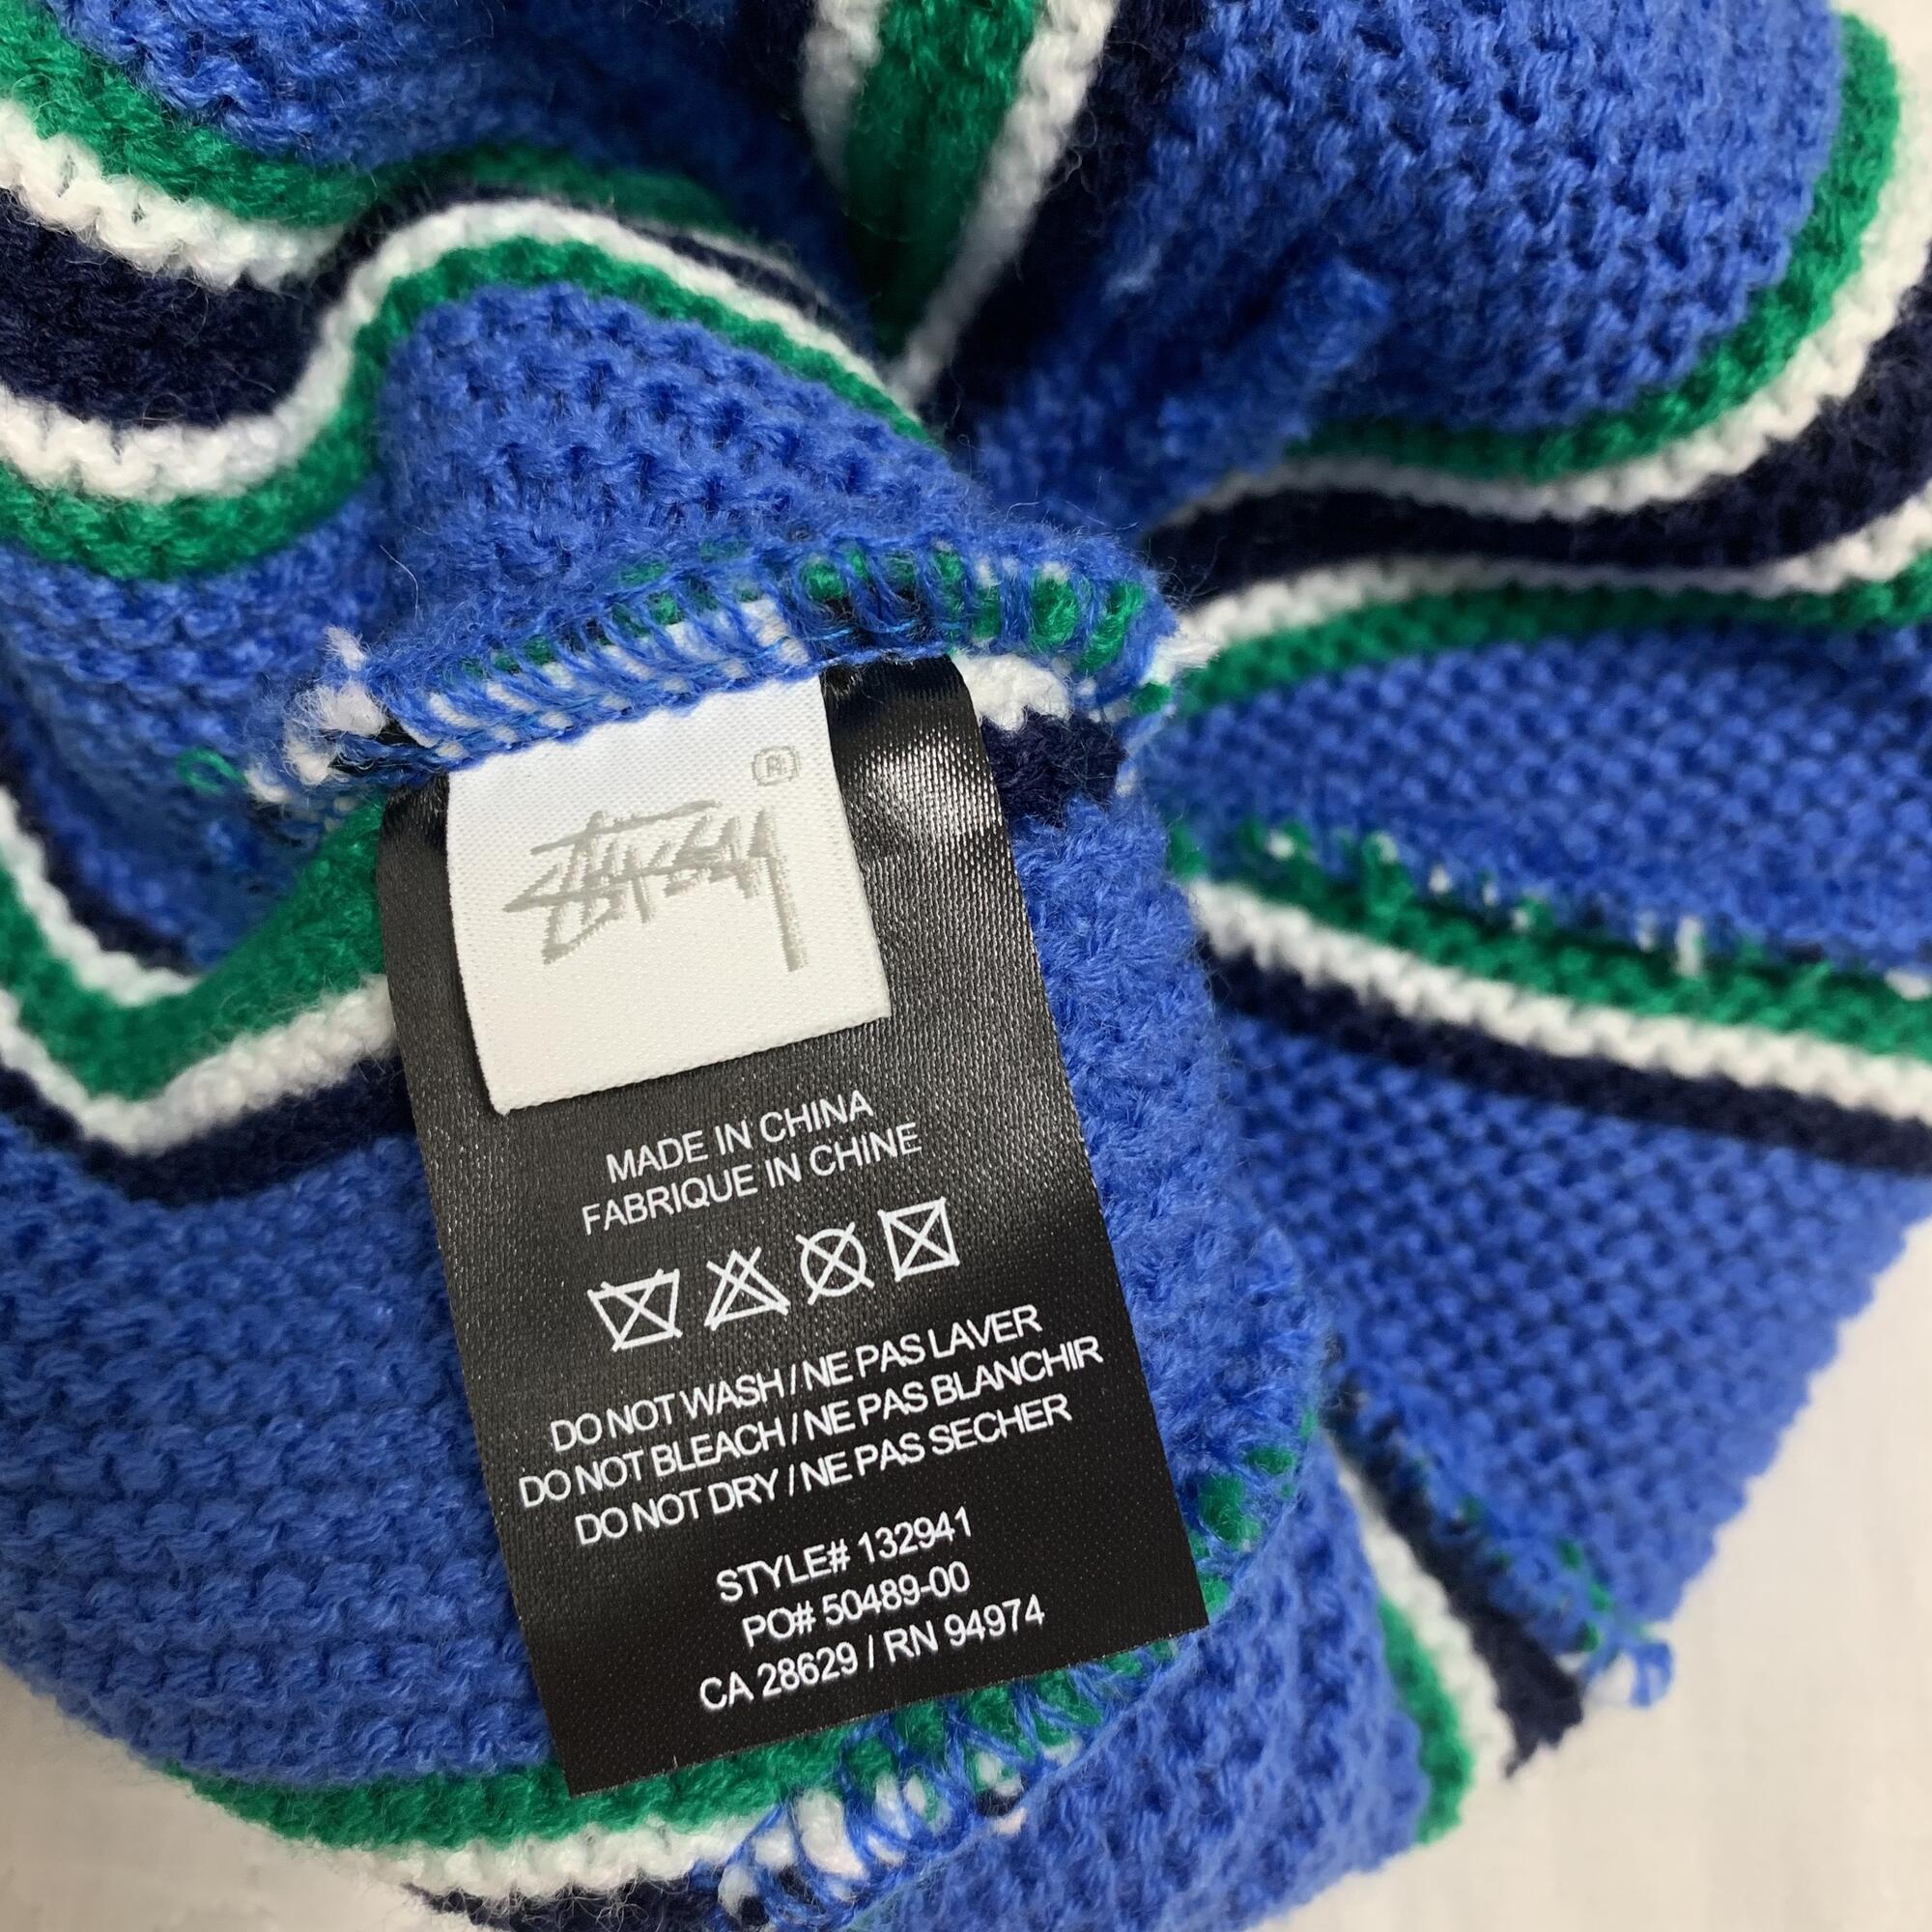 Stüssy ®
MADE IN CHINA
FABRIQUE IN CHINE
DO NOT WASH / NE PAS LAVER
DO NOT BLEACH / NE PAS BLANCHIR
DO NOT DRY / NE PAS SECHER
STYLE# 132941
PO# 50489-00
CA 28629 / RN 94974